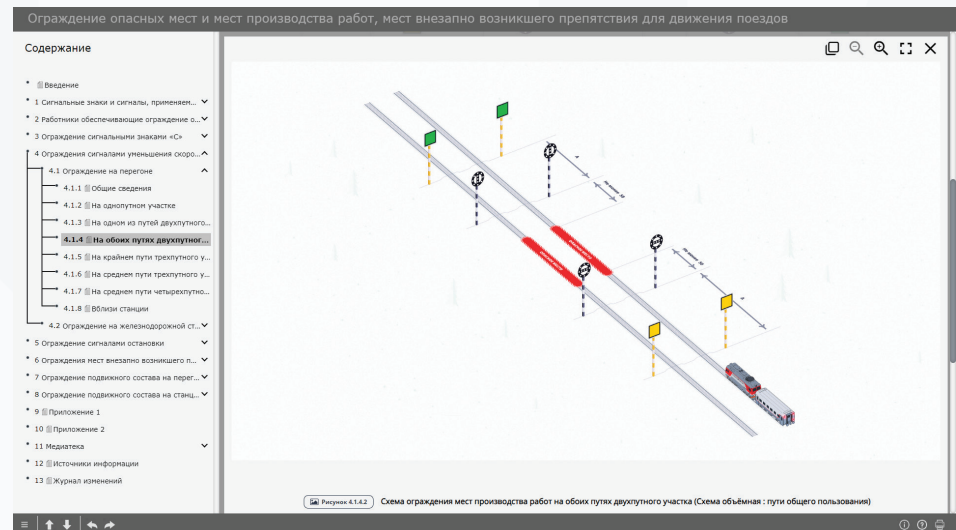 Ограждение опасных мест и мест производства работ, мест внезапно возникшего препятствия для движения поездов
Содержание
Введение
1 Сигнальные знаки и сигналы, применяем...
2 Работники обеспечивающие ограждение о...
3 Ограждение сигнальными знаками «С»
4 Ограждения сигналами уменьшения скоро...
4.1 Ограждение на перегоне
4.1.1 Общие сведения
4.1.2 На однопутном участке
4.1.3 На одном из путей двухпутного...
4.1.4 На обоих путях двухпутног...
4.1.5 На крайнем пути трехпутного у...
4.1.6 На среднем пути трехпутного у...
4.1.7 На среднем пути четырехпутно...
4.1.8 Вблизи станции
4.2 Ограждение на железнодорожной ст...
5 Ограждение сигналами остановки
6 Ограждения мест внезапно возникшего п...
7 Ограждение подвижного состава на перег...
8 Ограждение подвижного состава на станц...
9 Приложение 1
10 Приложение 2
11 Медиатека
12 Источники информации
13 Журнал изменений
Рисунок 4.1.4.2 Схема ограждения мест производства работ на обоих путях двухпутного участка (Схема объёмная : пути общего пользования)